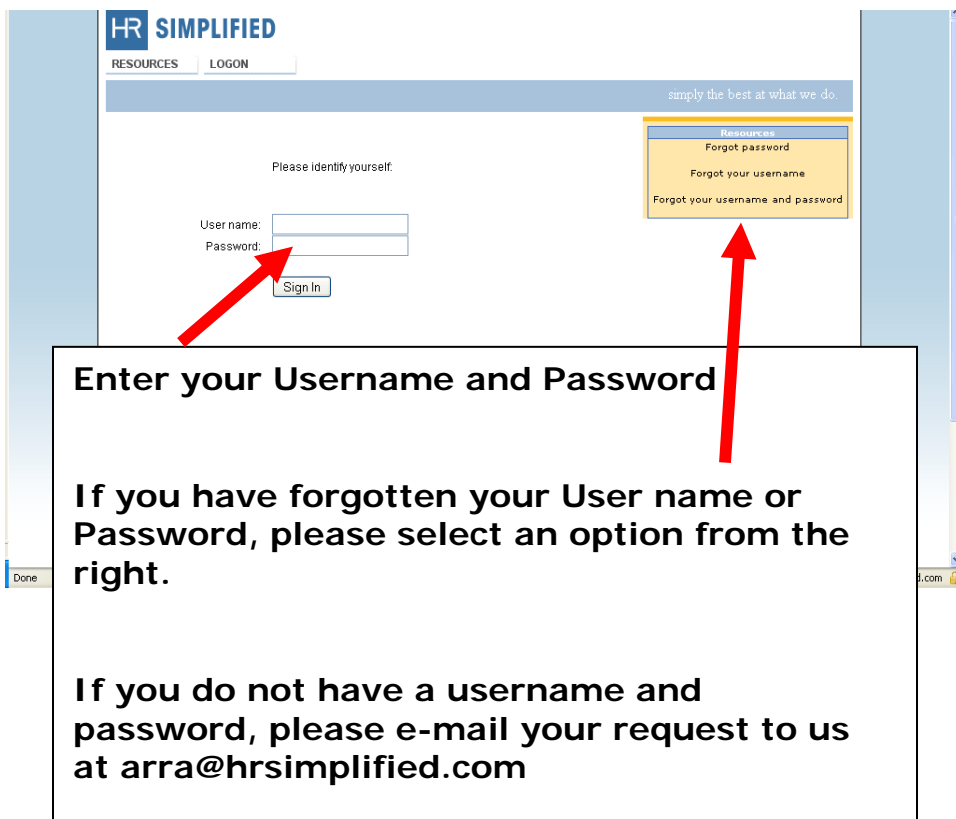 HR SIMPLIFIED
RESOURCES LOGON
simply the best at what we do.
Resources
Forgot password
Forgot your username
Forgot your username and password
Please identify yourself:
User name:
Password:
Sign In
Enter your Username and Password
If you have forgotten your User name or
Password, please select an option from the
right.
Done
d.com
If you do not have a username and
password, please e-mail your request to us
at arra@hrsimplified.com